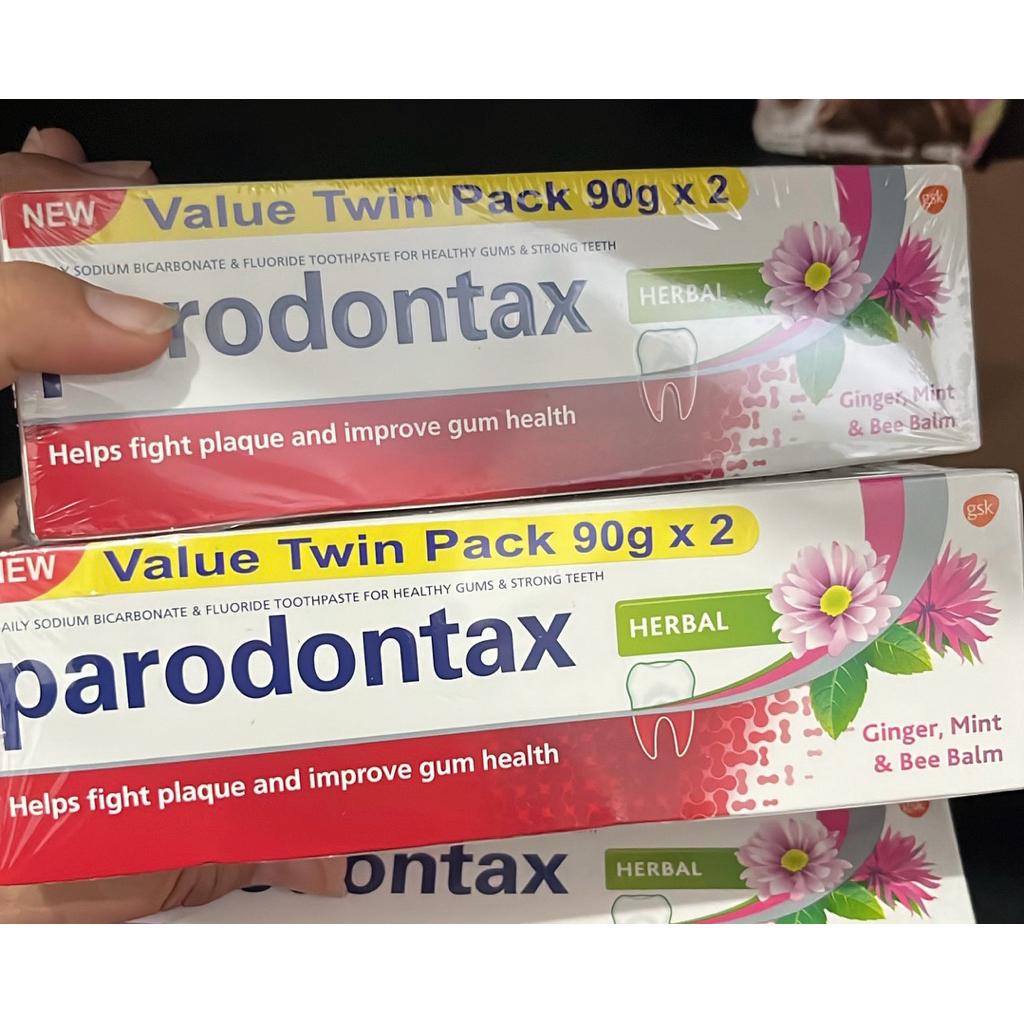 NEW
Value Twin Pack 90g x 2
gsk
SODIUM BICARBONATE & FLUORIDE TOOTHPASTE FOR HEALTHY GUMS & STRONG TEETH
rodontax
HERBAL
Helps fight plaque and improve gum health
Ginger, Mint
& Bee Balm
EW
Value Twin Pack 90g x 2
gsk
AILY SODIUM BICARBONATE & FLUORIDE TOOTHPASTE FOR HEALTHY GUMS & STRONG TEETH
parodontax
HERBAL
Helps fight plaque and improve gum health
Ginger, Mint
& Bee Balm
ontax
HERBAL